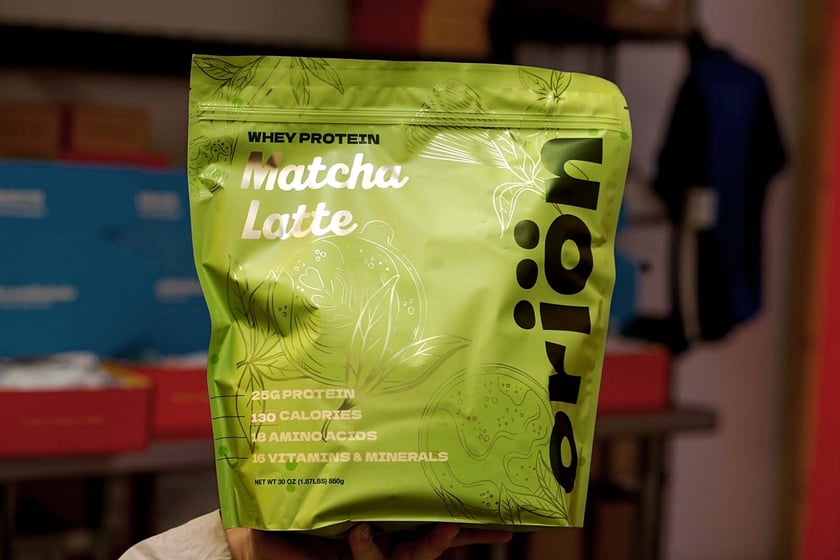 WHEY PROTEIN
Matcha
Latte
oriön
25G PROTEIN
130 CALORIES
18 AMINO ACIDS
16 VITAMINS & MINERALS
NET WT 30 OZ (1.87LBS) 850g